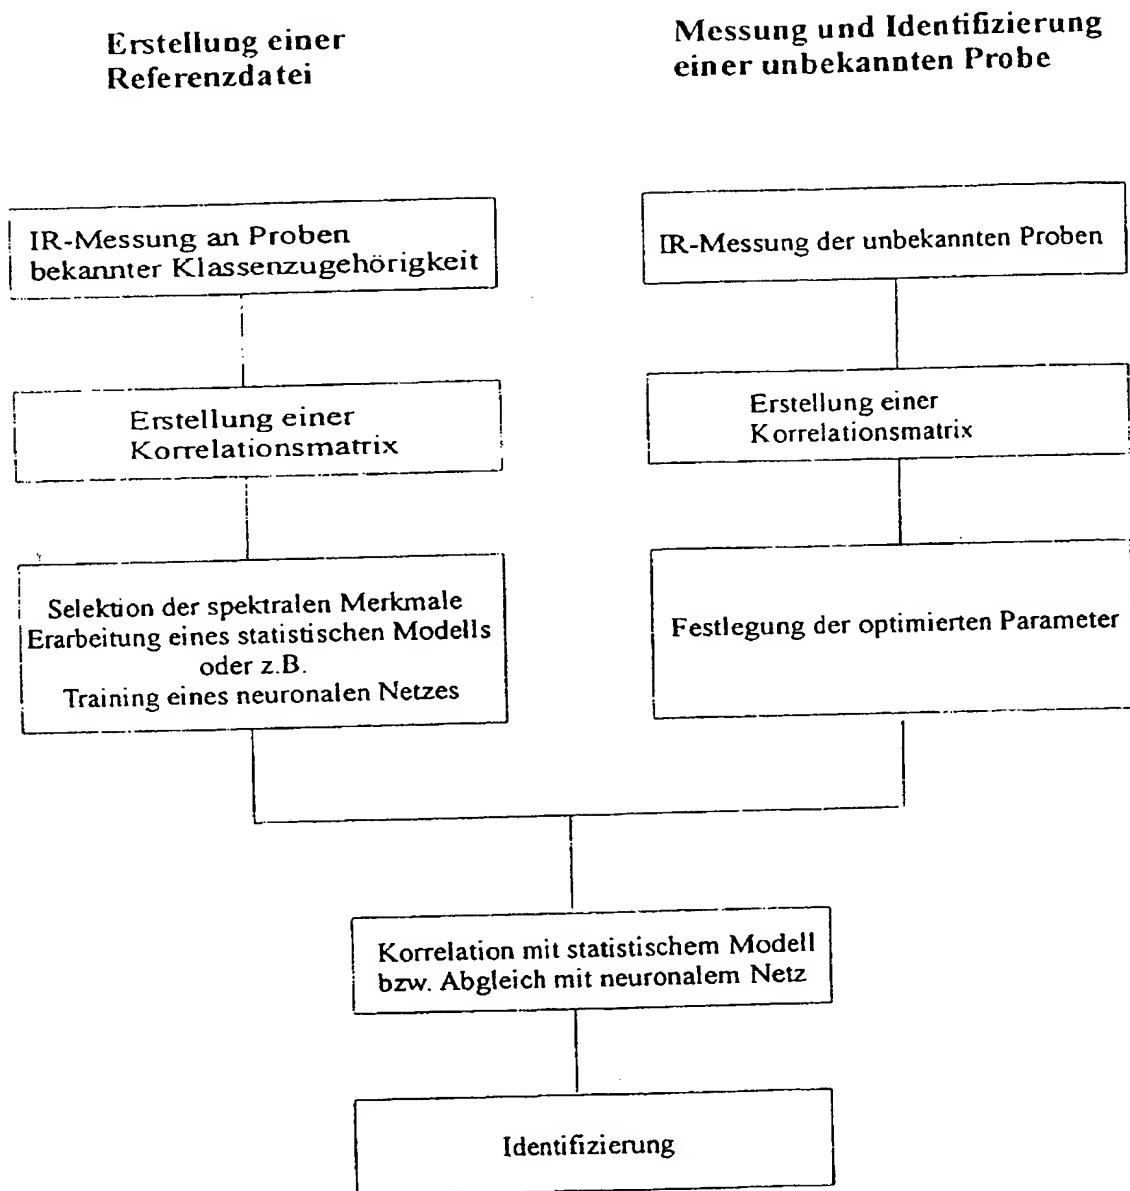 Erstellung einer
Referenzdatei
Messung und Identifizierung
einer unbekannten Probe
IR-Messung an Proben
bekannter Klassenzugehörigkeit
IR-Messung der unbekannten Proben
Erstellung einer
Korrelationsmatrix
Erstellung einer
Korrelationsmatrix
Selektion der spektralen Merkmale
Erarbeitung eines statistischen Modells
oder z.B.
Training eines neuronalen Netzes
Festlegung der optimierten Parameter
Korrelation mit statistischem Modell
bzw. Abgleich mit neuronalem Netz
Identifizierung